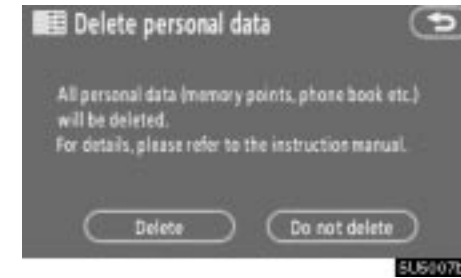 Delete personal data
All personal data (memory points, phone book etc.)
will be deleted.
For details, please refer to the instruction manual.
Delete
Do not delete